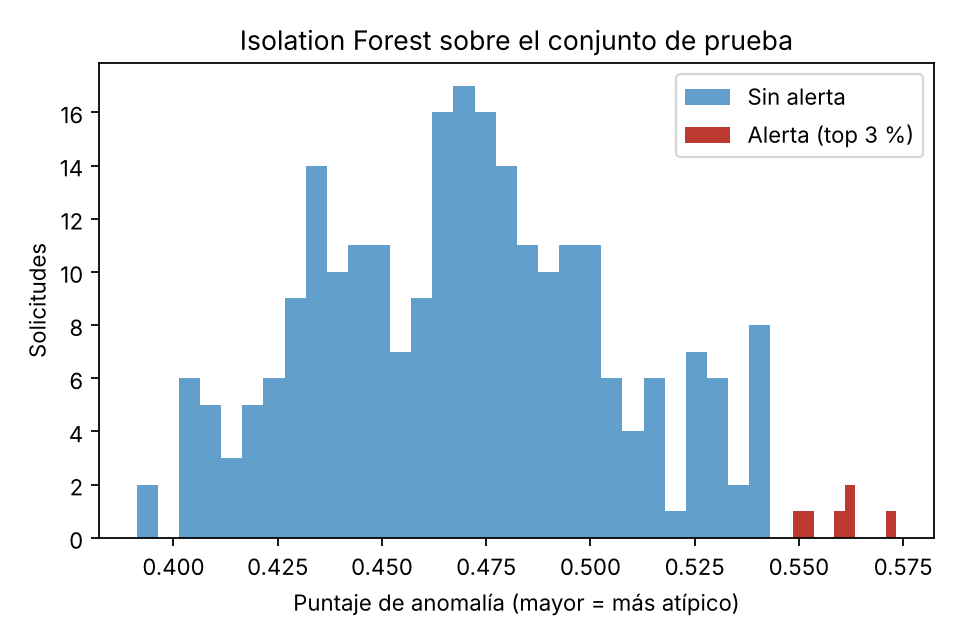 Isolation Forest sobre el conjunto de prueba
Sin alerta
Alerta (top 3 %)
Solicitudes
16
14
12
10
8
6
4
2
0
0.400 0.425 0.450 0.475 0.500 0.525 0.550 0.575
Puntaje de anomalía (mayor = más atípico)